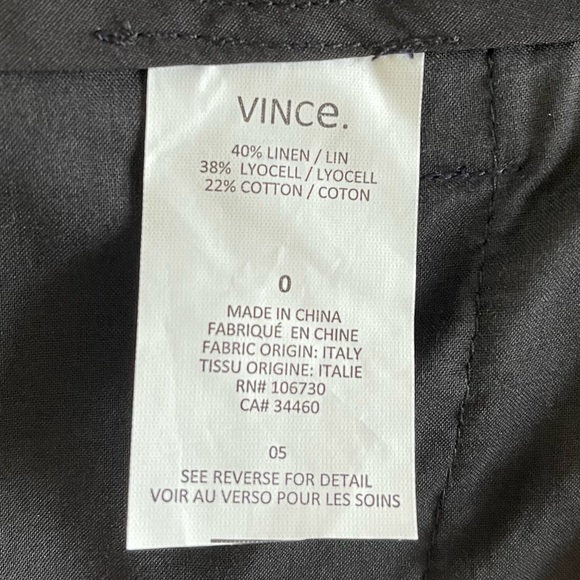 VINCe.
40% LINEN / LIN
38% LYOCELL / LYOCELL
22% COTTON / COTON
0
MADE IN CHINA
FABRIQUÉ EN CHINE
FABRIC ORIGIN: ITALY
TISSU ORIGINE: ITALIE
RN# 106730
CA# 34460
05
SEE REVERSE FOR DETAIL
VOIR AU VERSO POUR LES SOINS